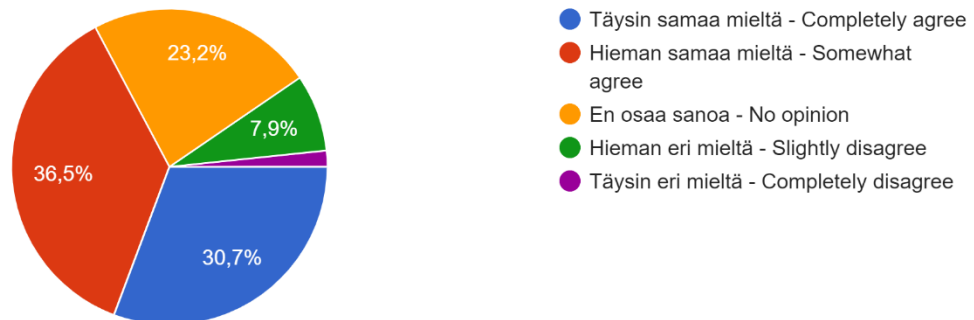 23,2%
7,9%
36,5%
30,7%
Täysin samaa mieltä - Completely agree
Hieman samaa mieltä - Somewhat
agree
En osaa sanoa - No opinion
Hieman eri mieltä - Slightly disagree
Täysin eri mieltä - Completely disagree